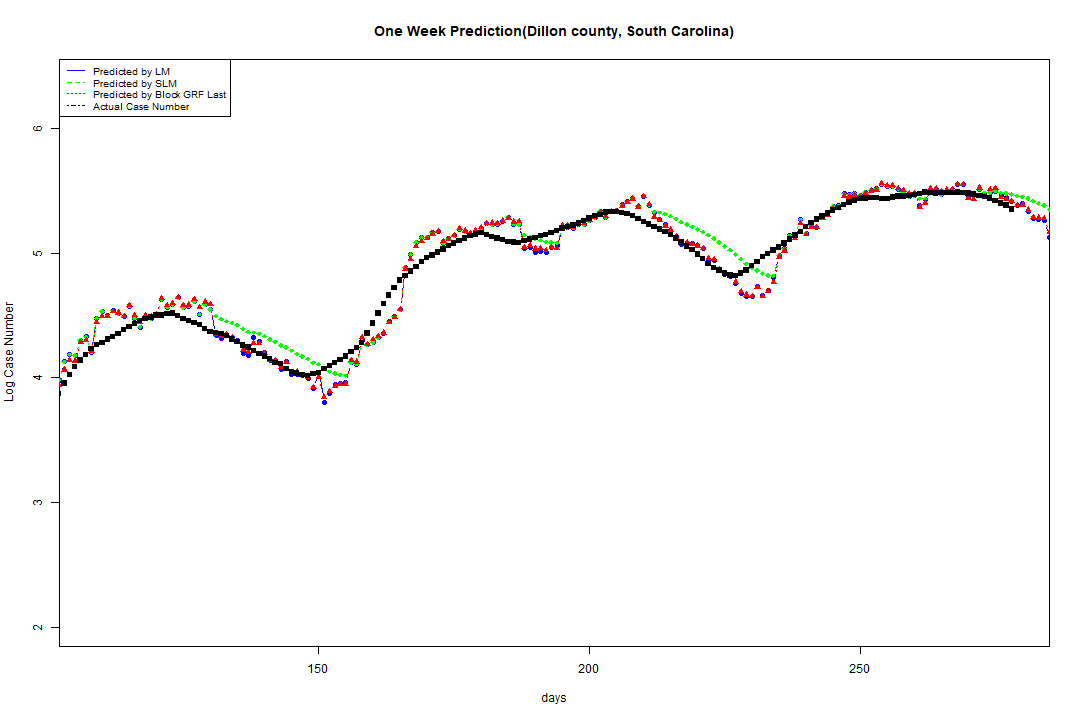 One Week Prediction(Dillon county, South Carolina)
Predicted by LM
Predicted by SLM
Predicted by Block GRF Last
Actual Case Number
6
5
4
3
2
Log Case Number
150
200
250
days